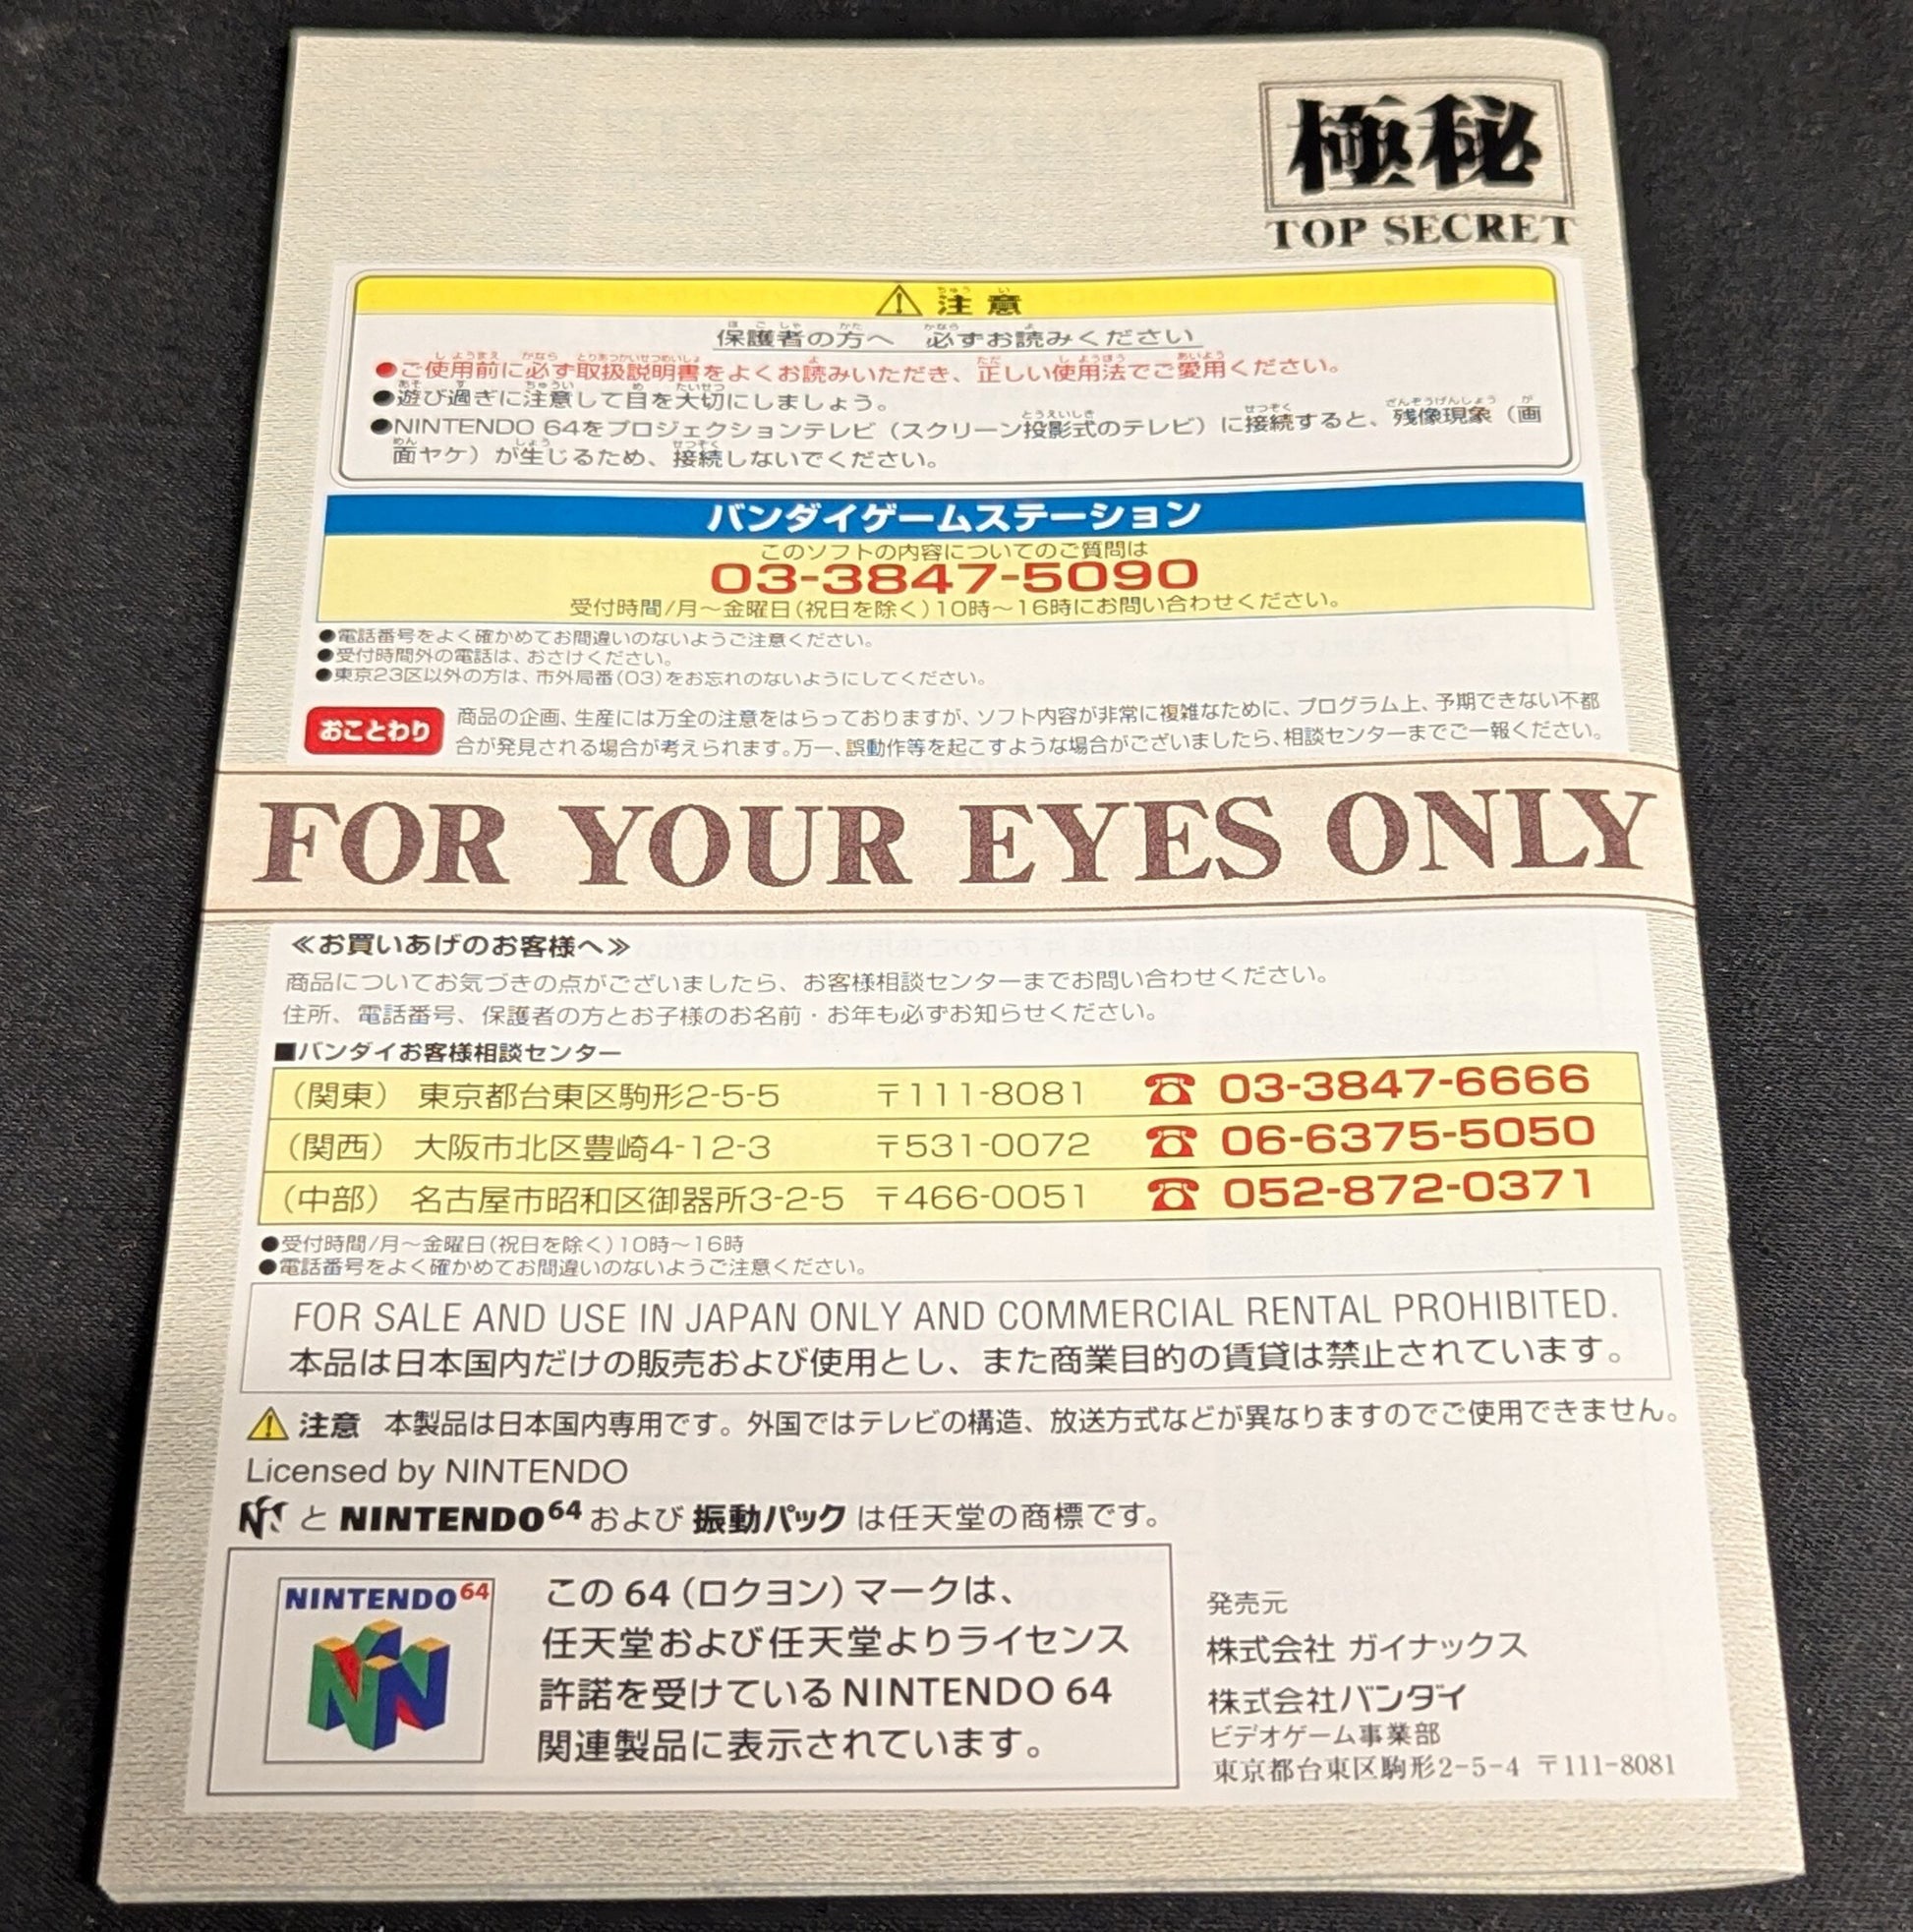 極秘
TOP SECRET
注意
保護者の方へ 必ずお読みください
●ご使用前に必ず取扱説明書をよくお読みいただき、正しい使用法でご愛用ください。
●遊び過ぎに注意して目を大切にしましょう。
●NINTENDO 64をプロジェクションテレビ（スクリーン投影式のテレビ）に接続すると、残像現象（画
面ヤケ）が生じるため、接続しないでください。
バンダイゲームステーション
このソフトの内容についてのご質問は
03-3847-5090
受付時間/月～金曜日(祝日を除く)10時～16時にお問い合わせください。
●電話番号をよく確かめてお間違いのないようご注意ください。
●受付時間外の電話は、おさけください。
●東京23区以外の方は、市外局番(03)をお忘れのないようにしてください。
おことわり
商品の企画、生産には万全の注意をはらっておりますが、ソフト内容が非常に複雑なために、プログラム上、予期できない不都
合が発見される場合が考えられます。万一、誤動作等を起こすような場合がございましたら、相談センターまでご一報ください。
FOR YOUR EYES ONLY
≪お買いあげのお客様へ≫
商品についてお気づきの点がございましたら、お客様相談センターまでお問い合わせください。
住所、電話番号、保護者の方とお子様のお名前・お年も必ずお知らせください。
■バンダイお客様相談センター
（関東） 東京都台東区駒形2-5-5 〒111-8081 ☎ 03-3847-6666
（関西） 大阪市北区豊崎4-12-3 〒531-0072 ☎ 06-6375-5050
（中部） 名古屋市昭和区御器所3-2-5 〒466-0051 ☎ 052-872-0371
●受付時間/月～金曜日(祝日を除く)10時～16時
●電話番号をよく確かめてお間違いのないようご注意ください。
FOR SALE AND USE IN JAPAN ONLY AND COMMERCIAL RENTAL PROHIBITED.
本品は日本国内だけの販売および使用とし、また商業目的の賃貸は禁止されています。
注意 本製品は日本国内専用です。外国ではテレビの構造、放送方式などが異なりますのでご使用できません。
Licensed by NINTENDO
と NINTENDO64 および 振動パック は任天堂の商標です。
NINTENDO64
この 64（ロクヨン）マークは、
任天堂および任天堂よりライセンス
許諾を受けているNINTENDO 64
関連製品に表示されています。
発売元
株式会社 ガイナックス
株式会社バンダイ
ビデオゲーム事業部
東京都台東区駒形2-5-4 〒111-8081